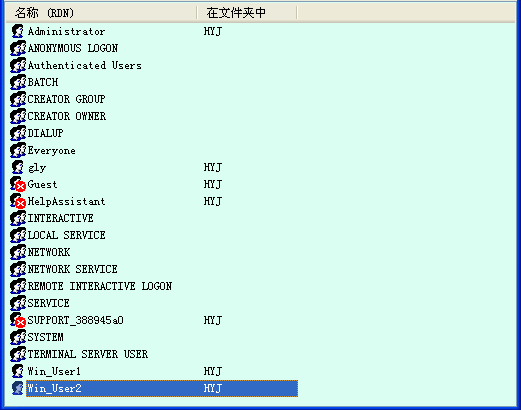 名称 (RDN) 在文件夹中
Administrator HYJ
ANONYMOUS LOGON
Authenticated Users
BATCH
CREATOR GROUP
CREATOR OWNER
DIALUP
Everyone
gly HYJ
Guest HYJ
HelpAssistant HYJ
INTERACTIVE
LOCAL SERVICE
NETWORK
NETWORK SERVICE
REMOTE INTERACTIVE LOGON
SERVICE
SUPPORT_388945a0 HYJ
SYSTEM
TERMINAL SERVER USER
Win_User1 HYJ
Win_User2 HYJ